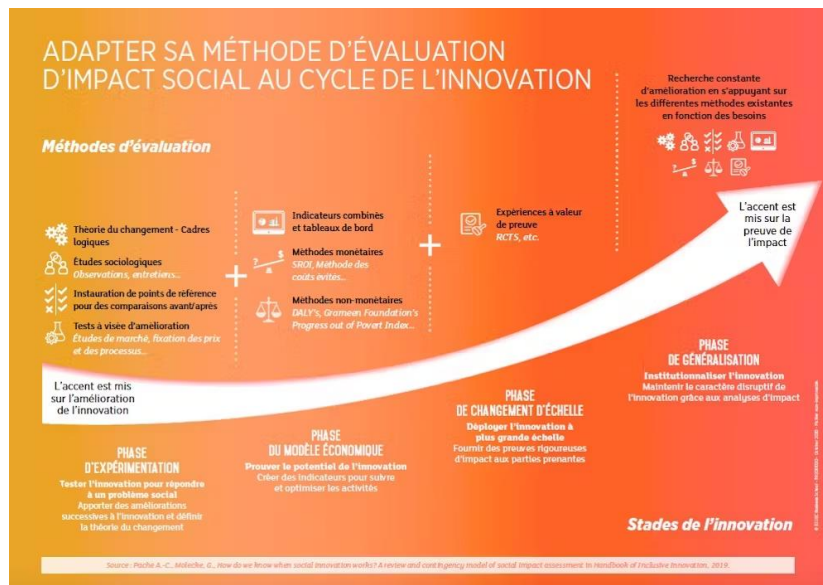 ADAPTER SA MÉTHODE D'ÉVALUATION
D'IMPACT SOCIAL AU CYCLE DE L'INNOVATION
Recherche constante
d'amélioration en s'appuyant sur
les différentes méthodes existantes
en fonction des besoins
Méthodes d'évaluation
Théorie du changement - Cadres
logiques
Études sociologiques
Observations, entretiens...
Instauration de points de référence
pour des comparaisons avant/après
Tests à visée d'amélioration
Études de marché, fixation des prix
et des processus...
+
Indicateurs combinés
et tableaux de bord
Méthodes monétaires
SROI, Méthode des
coûts évités...
Méthodes non-monétaires
DALY's, Grameen Foundation's
Progress out of Povert Index...
+
Expériences à valeur
de preuve
RCTS, etc.
L'accent est
mis sur la
preuve de
l'impact
L'accent est mis
sur l'amélioration
de l'innovation
PHASE
D'EXPÉRIMENTATION
Tester l'innovation pour répondre
à un problème social
Apporter des améliorations
successives à l'innovation et définir
la théorie du changement
PHASE
DU MODÈLE ÉCONOMIQUE
Prouver le potentiel de l'innovation
Créer des indicateurs pour suivre
et optimiser les activités
PHASE
DE CHANGEMENT D'ÉCHELLE
Déployer l'innovation à
plus grande échelle
Fournir des preuves rigoureuses
d'impact aux parties prenantes
PHASE
DE GÉNÉRALISATION
Institutionnaliser l'innovation
Maintenir le caractère disruptif de
l'innovation grâce aux analyses d'impact
Stades de l'innovation
Source : Pache A.-C., Molecke, G., How do we know when social innovation works? A review and contingency model of social impact assessment in Handbook of Inclusive Innovation, 2019.